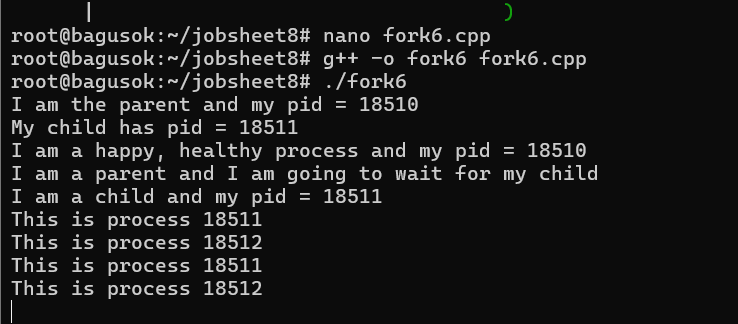 |                                                  )
root@bagusok:~/jobsheet8# nano fork6.cpp
root@bagusok:~/jobsheet8# g++ -o fork6 fork6.cpp
root@bagusok:~/jobsheet8# ./fork6
I am the parent and my pid = 18510
My child has pid = 18511
I am a happy, healthy process and my pid = 18510
I am a parent and I am going to wait for my child
I am a child and my pid = 18511
This is process 18511
This is process 18512
This is process 18511
This is process 18512